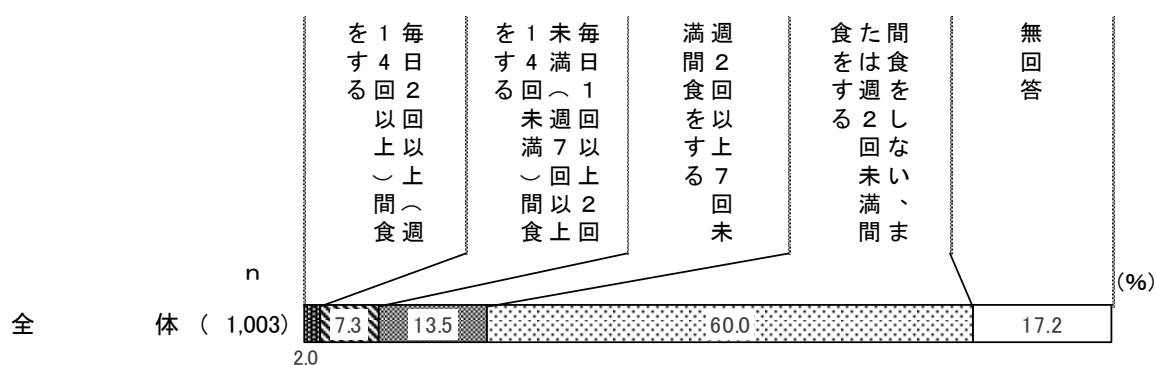 毎日2回以上（週
14回以上）間食
をする
毎日1回以上2回
未満（週7回以上
14回未満）間食
をする
週2回以上7回未
満間食をする
間食をしない、ま
たは週2回未満間
食をする
無回答
n
(%)
全　体 ( 1,003)
7.3
13.5
60.0
17.2
2.0